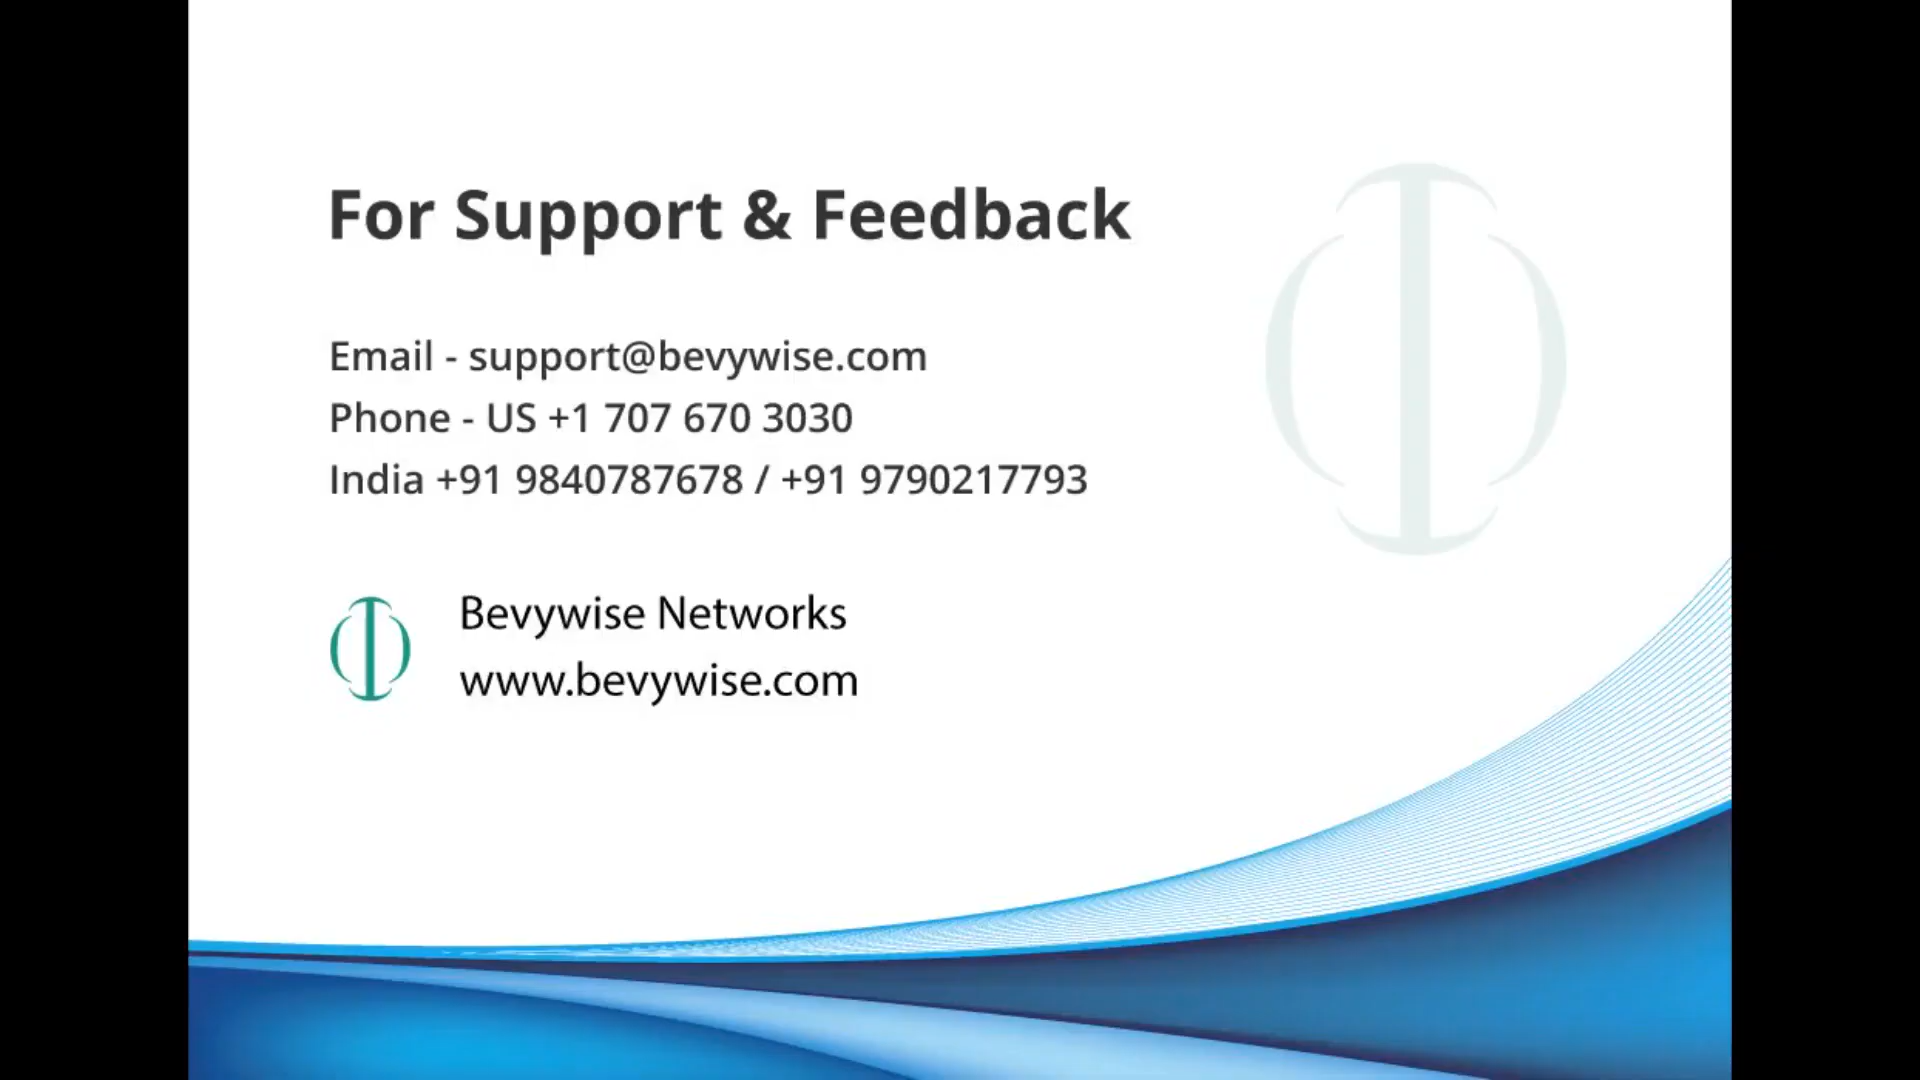 For Support & Feedback
Email - support@bevywise.com
Phone - US +1 707 670 3030
India +91 9840787678 / +91 9790217793
Bevywise Networks
www.bevywise.com